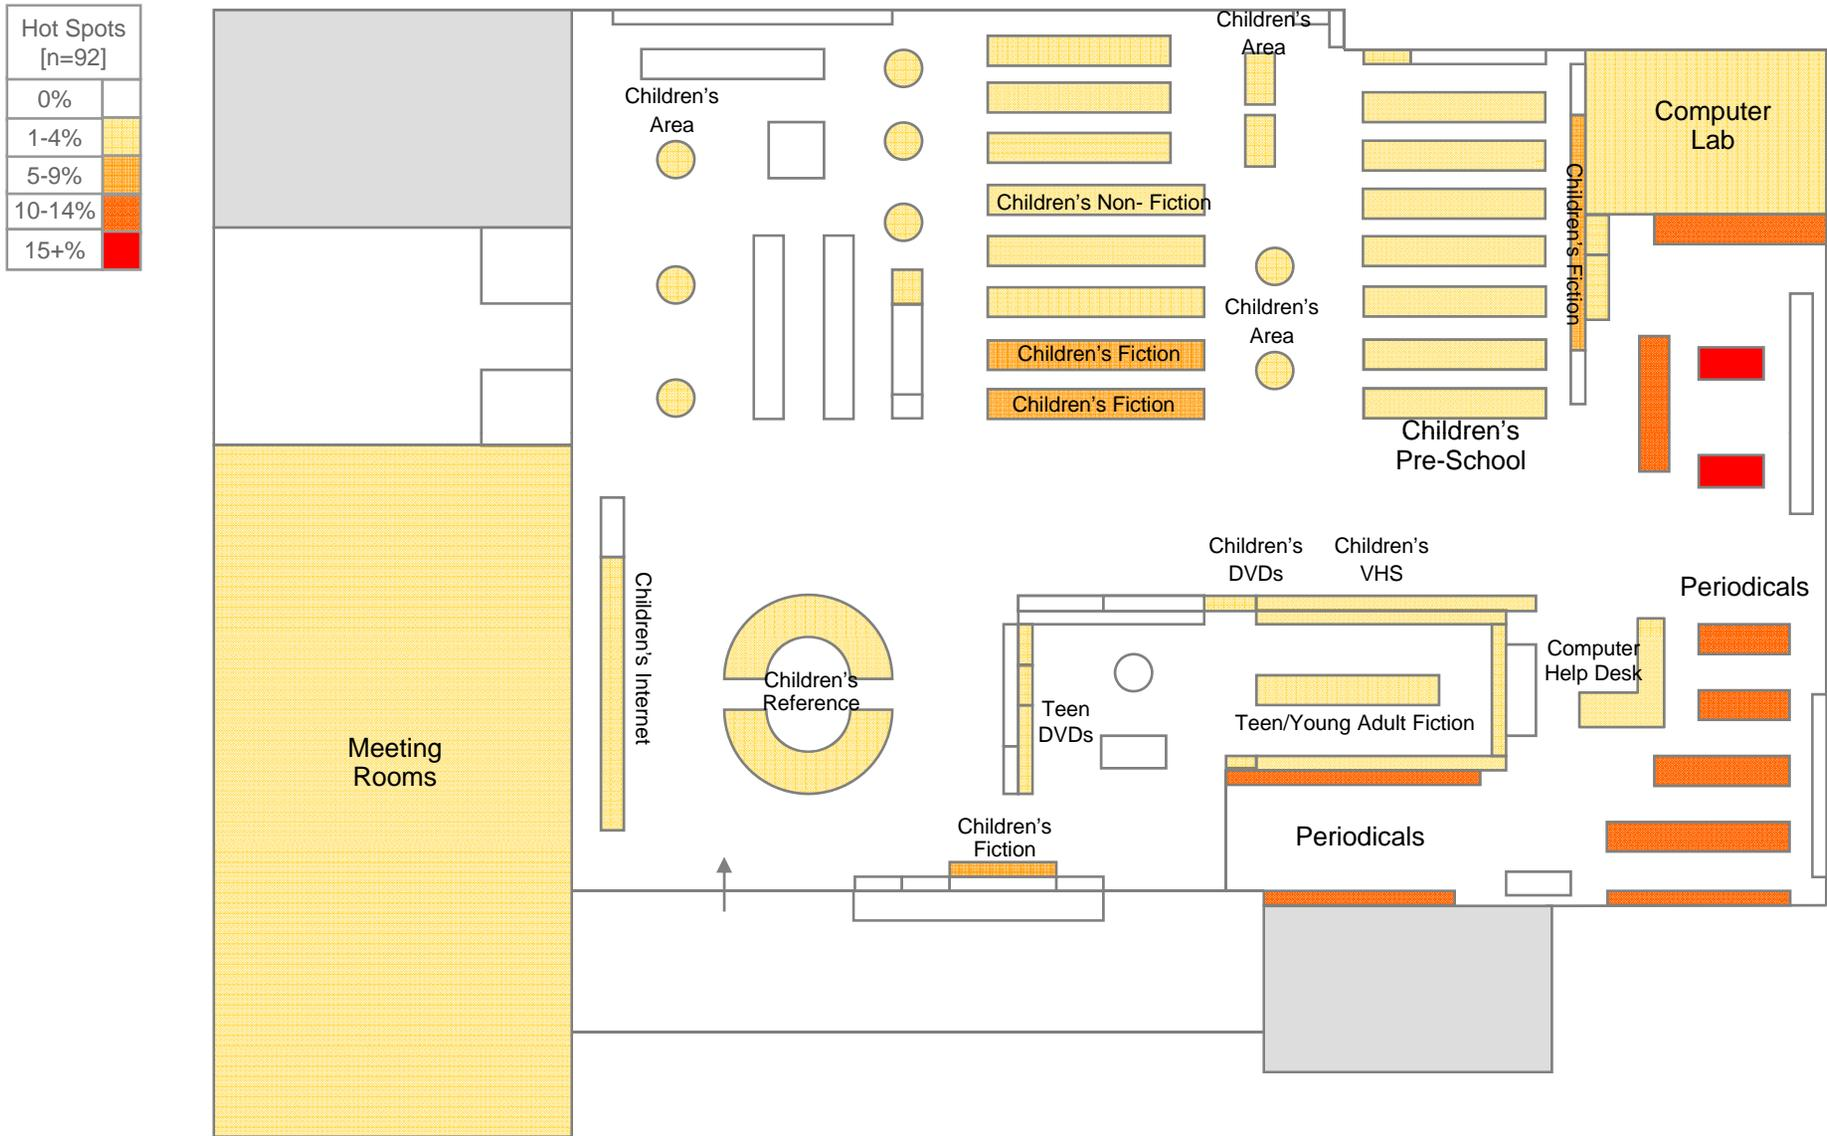 Hot Spots
[n=92]
0%
1-4%
5-9%
10-14%
15+%
Children's
Area
Children's
Area
Computer
Lab
Children's Non- Fiction
Children's Fiction
Children's
Area
Children's Fiction
Children's Fiction
Children's
Pre-School
Children's
DVDs
Children's
VHS
Periodicals
Children's Internet
Children's
Reference
Teen
DVDs
Teen/Young Adult Fiction
Computer
Help Desk
Meeting
Rooms
Children's
Fiction
Periodicals